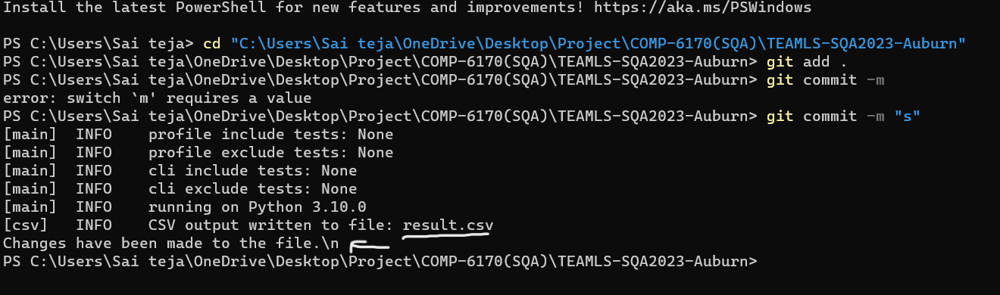 Install the latest PowerShell for new features and improvements! https://aka.ms/PSWindows
PS C:\Users\Sai teja> cd "C:\Users\Sai teja\OneDrive\Desktop\Project\COMP-6170(SQA)\TEAMLS-SQA2023-Auburn"
PS C:\Users\Sai teja\OneDrive\Desktop\Project\COMP-6170(SQA)\TEAMLS-SQA2023-Auburn> git add .
PS C:\Users\Sai teja\OneDrive\Desktop\Project\COMP-6170(SQA)\TEAMLS-SQA2023-Auburn> git commit -m
error: switch `m' requires a value
PS C:\Users\Sai teja\OneDrive\Desktop\Project\COMP-6170(SQA)\TEAMLS-SQA2023-Auburn> git commit -m "s"
[main]  INFO    profile include tests: None
[main]  INFO    profile exclude tests: None
[main]  INFO    cli include tests: None
[main]  INFO    cli exclude tests: None
[main]  INFO    running on Python 3.10.0
[csv]   INFO    CSV output written to file: result.csv
Changes have been made to the file.\n
PS C:\Users\Sai teja\OneDrive\Desktop\Project\COMP-6170(SQA)\TEAMLS-SQA2023-Auburn>